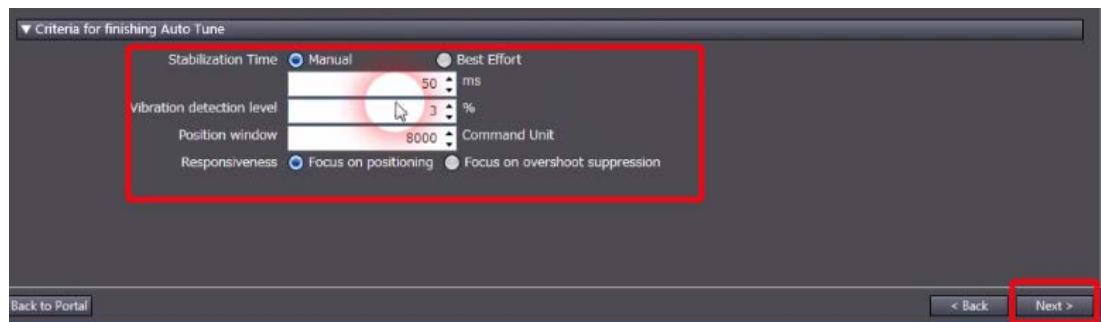 ▼ Criteria for finishing Auto Tune
Stabilization Time Manual Best Effort
50 ms
Vibration detection level 3 %
Position window 8000 Command Unit
Responsiveness Focus on positioning Focus on overshoot suppression
Back to Portal < Back Next >